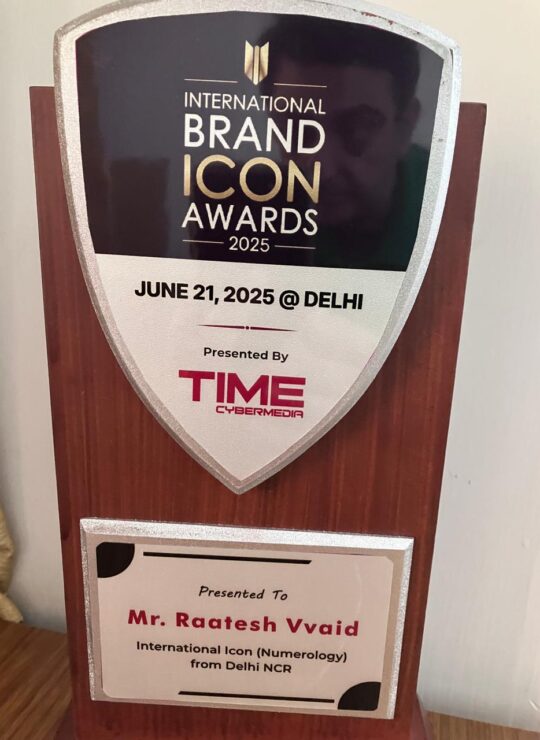 INTERNATIONAL
BRAND
ICON
AWARDS
2025
JUNE 21, 2025 @ DELHI
Presented By
TIME
CYBERMEDIA
Presented To
Mr. Raatesh Vvaid
International Icon (Numerology)
from Delhi NCR